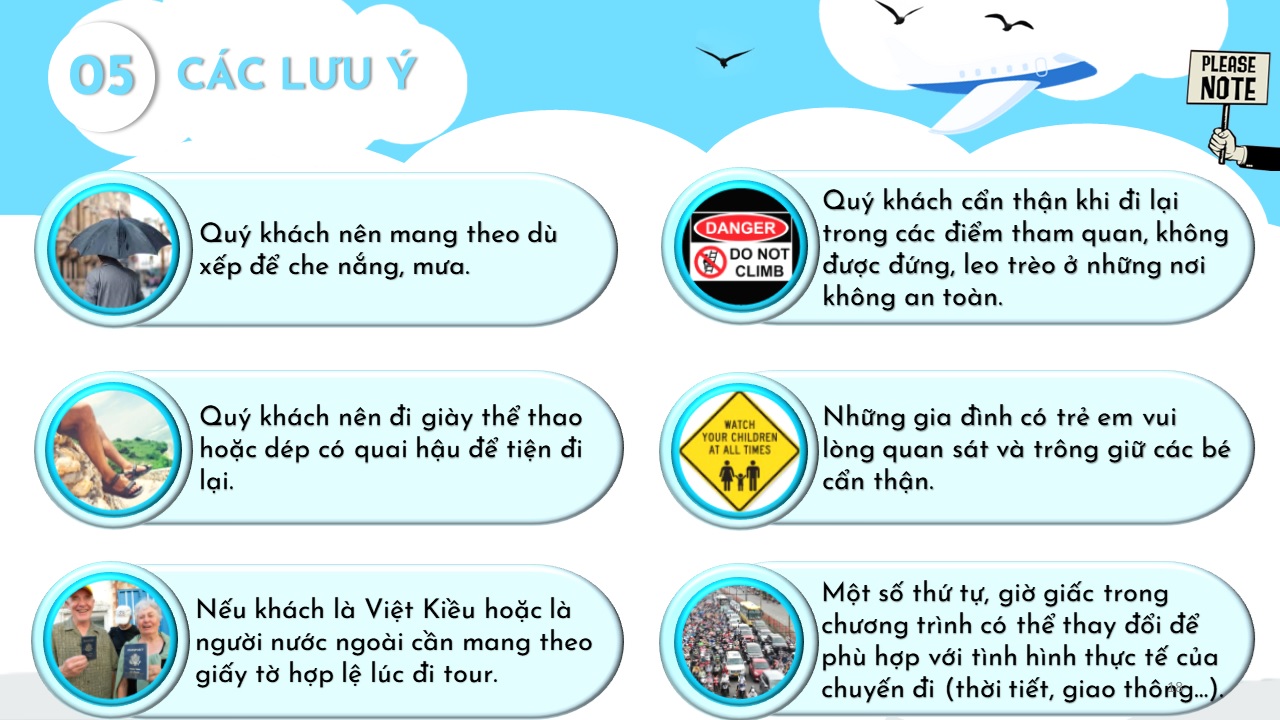 05 CÁC LƯU Ý
PLEASE
NOTE
Quý khách nên mang theo dù
xếp để che nắng, mưa.
DANGER
DO NOT
CLIMB
Quý khách cẩn thận khi đi lại
trong các điểm tham quan, không
được đứng, leo trèo ở những nơi
không an toàn.
Quý khách nên đi giày thể thao
hoặc dép có quai hậu để tiện đi
lại.
WATCH
YOUR CHILDREN
AT ALL TIMES
Những gia đình có trẻ em vui
lòng quan sát và trông giữ các bé
cẩn thận.
Nếu khách là Việt Kiều hoặc là
người nước ngoài cần mang theo
giấy tờ hợp lệ lúc đi tour.
Một số thứ tự, giờ giấc trong
chương trình có thể thay đổi để
phù hợp với tình hình thực tế của
chuyến đi (thời tiết, giao thông...).